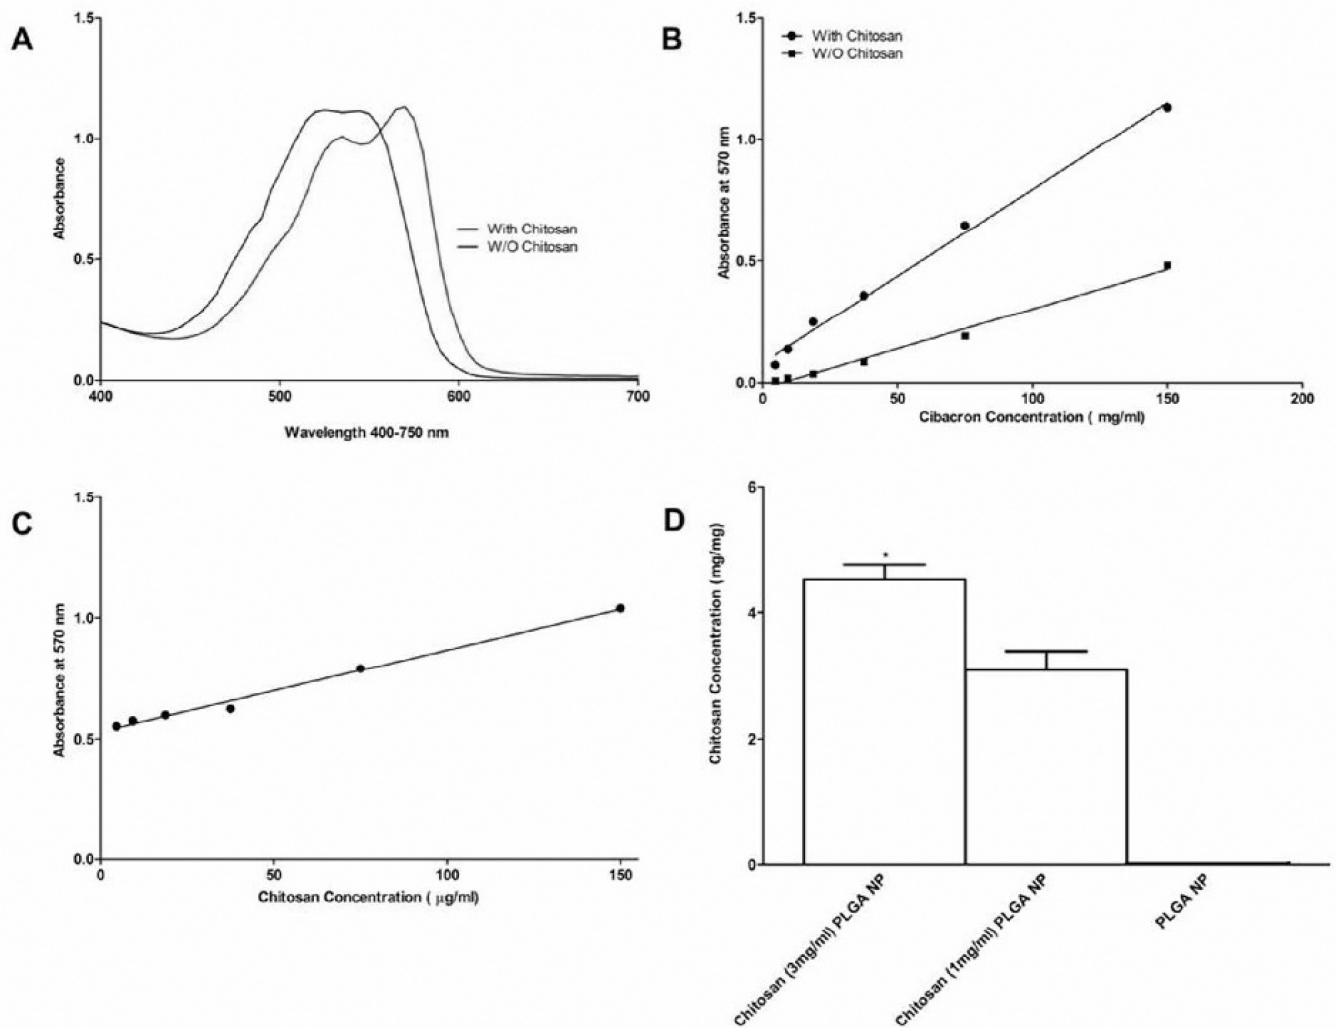 A
1.5
1.0
0.5
0.0
Absorbance
With Chitosan
W/O Chitosan
400
500
600
700
Wavelength 400-750 nm
B
1.5
1.0
0.5
0.0
Absorbance at 570 nm
With Chitosan
W/O Chitosan
0
50
100
150
200
Cibacron Concentration ( mg/ml)
C
1.5
1.0
0.5
0.0
Absorbance at 570 nm
0
50
100
150
Chitosan Concentration ( µg/ml)
D
6
4
2
0
Chitosan Concentration (mg/mg)
*
Chitosan (3mg/ml) PLGA NP
Chitosan (1mg/ml) PLGA NP
PLGA NP